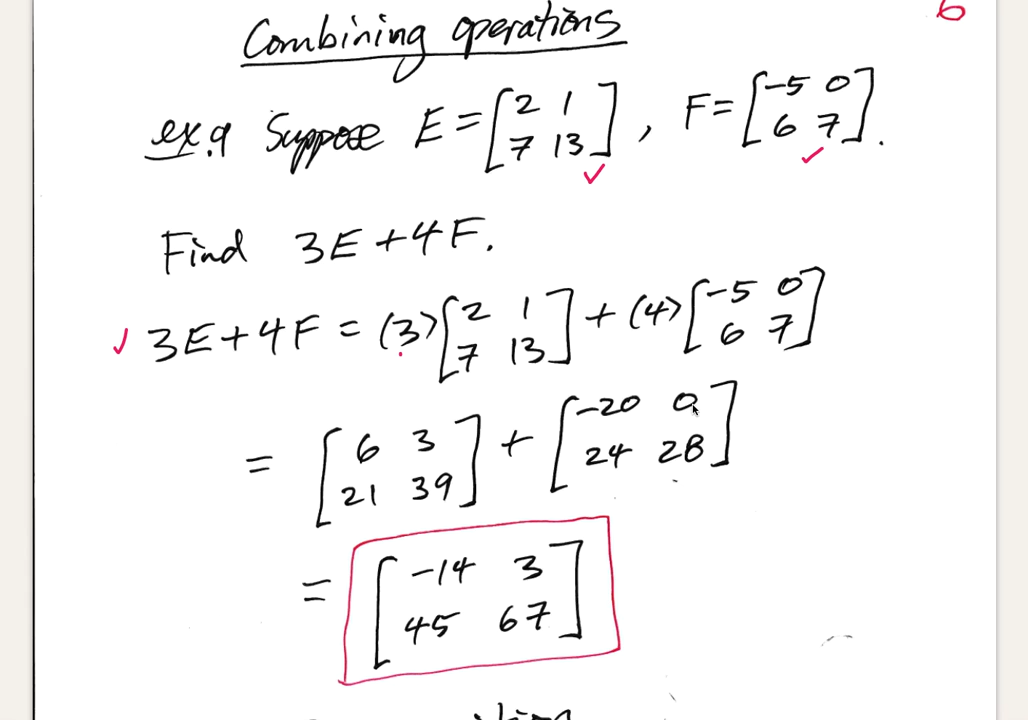 6
Combining operations
ex.9 Suppose E = [2 1
7 13], F = [-5 0
6 7].
Find 3E + 4F.
✓ 3E + 4F = (3)[2 1
7 13] + (4)[-5 0
6 7]
= [6 3
21 39] + [-20 0
24 28]
= [-14 3
45 67]